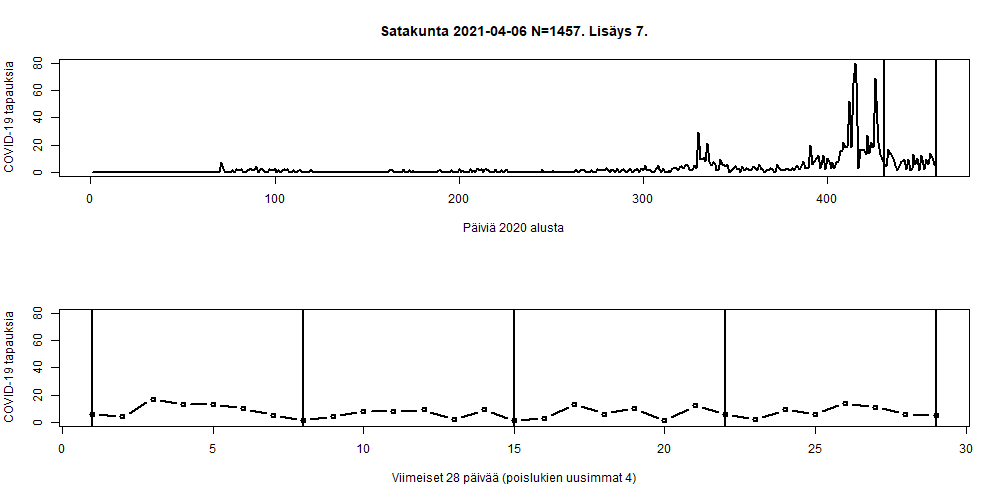 Satakunta 2021-04-06 N=1457. Lisäys 7.
COVID-19 tapauksia
80
60
40
20
0
0 100 200 300 400
Päiviä 2020 alusta
COVID-19 tapauksia
80
60
40
20
0
0 5 10 15 20 25 30
Viimeiset 28 päivää (poislukien uusimmat 4)